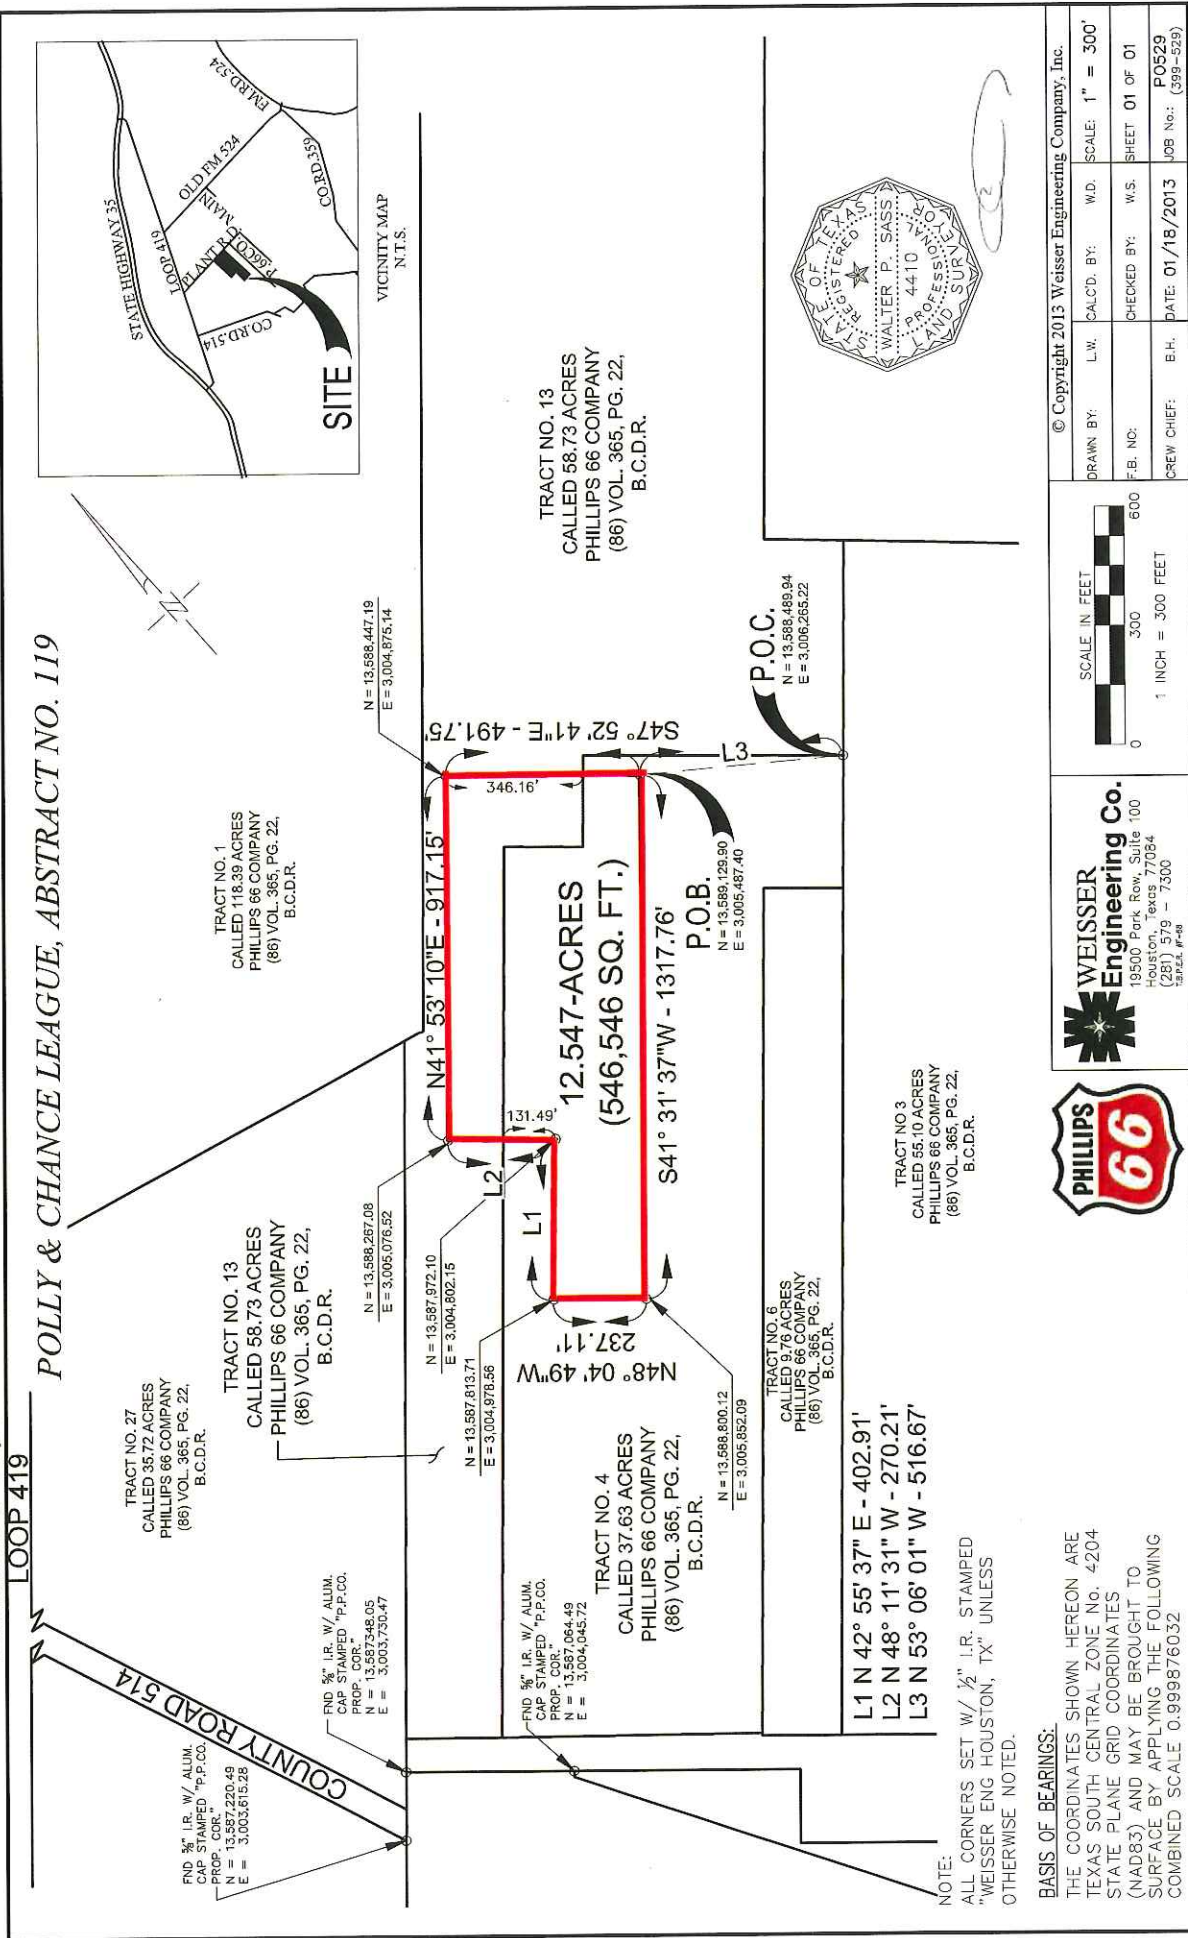 LOOP 419
POLLY & CHANCE LEAGUE, ABSTRACT NO. 119
STATE HIGHWAY 35
LOOP 419
FM.RD.524
OLD FM 524
PLANT RD.
MAIN
P.66CO.
CO.RD.359
CO.RD.514
SITE
VICINITY MAP
N.T.S.
COUNTY ROAD 514
TRACT NO. 27
CALLED 35.72 ACRES
PHILLIPS 66 COMPANY
(86) VOL. 365, PG. 22,
B.C.D.R.
TRACT NO. 1
CALLED 118.39 ACRES
PHILLIPS 66 COMPANY
(86) VOL. 365, PG. 22,
B.C.D.R.
TRACT NO. 13
CALLED 58.73 ACRES
PHILLIPS 66 COMPANY
(86) VOL. 365, PG. 22,
B.C.D.R.
TRACT NO. 13
CALLED 58.73 ACRES
PHILLIPS 66 COMPANY
(86) VOL. 365, PG. 22,
B.C.D.R.
FND ⅝" I.R. W/ ALUM.
CAP STAMPED "P.P.CO.
PROP. COR."
N = 13,587,220.49
E = 3,003,615.28
FND ⅝" I.R. W/ ALUM.
CAP STAMPED "P.P.CO.
PROP. COR."
N = 13,587348.05
E = 3,003,730.47
FND ⅝" I.R. W/ ALUM.
CAP STAMPED "P.P.CO.
PROP. COR."
N = 13,587,064.49
E = 3,004,045.72
N = 13,588,267.08
E = 3,005,076.52
N = 13,587,972.10
E = 3,004,802.15
N = 13,587,813.71
E = 3,004,978.56
N = 13,588,447.19
E = 3,004,875.14
N41° 53' 10"E - 917.15'
S47° 52' 41"E - 491.75'
346.16'
131.49'
L1
L2
L3
12.547-ACRES
(546,546 SQ. FT.)
S41° 31' 37"W - 1317.76'
N48° 04' 49"W
237.11'
P.O.B.
N = 13,589,129.90
E = 3,005,487.40
P.O.C.
N = 13,588,489.94
E = 3,006,265.22
N = 13,588,800.12
E = 3,005,852.09
TRACT NO. 4
CALLED 37.63 ACRES
PHILLIPS 66 COMPANY
(86) VOL. 365, PG. 22,
B.C.D.R.
TRACT NO. 6
CALLED 9.76 ACRES
PHILLIPS 66 COMPANY
(86) VOL. 365, PG. 22,
B.C.D.R.
TRACT NO 3
CALLED 55.10 ACRES
PHILLIPS 66 COMPANY
(86) VOL. 365, PG. 22,
B.C.D.R.
L1 N 42° 55' 37" E - 402.91'
L2 N 48° 11' 31" W - 270.21'
L3 N 53° 06' 01" W - 516.67'
NOTE:
ALL CORNERS SET W/ ½" I.R. STAMPED
"WEISSER ENG HOUSTON, TX" UNLESS
OTHERWISE NOTED.
BASIS OF BEARINGS:
THE COORDINATES SHOWN HEREON ARE
TEXAS SOUTH CENTRAL ZONE No. 4204
STATE PLANE GRID COORDINATES
(NAD83) AND MAY BE BROUGHT TO
SURFACE BY APPLYING THE FOLLOWING
COMBINED SCALE 0.999876032
STATE OF TEXAS
REGISTERED
WALTER P. SASS
4410
PROFESSIONAL
LAND SURVEYOR
PHILLIPS
66
WEISSER
Engineering Co.
19500 Park Row, Suite 100
Houston, Texas 77084
(281) 579 - 7300
SCALE IN FEET
0 300 600
1 INCH = 300 FEET
© Copyright 2013 Weisser Engineering Company, Inc.
DRAWN BY: L.W. CALC'D. BY: W.D. SCALE: 1" = 300'
F.B. NO: CHECKED BY: W.S. SHEET 01 OF 01
CREW CHIEF: B.H. DATE: 01/18/2013 JOB No.: P0529
(399-529)